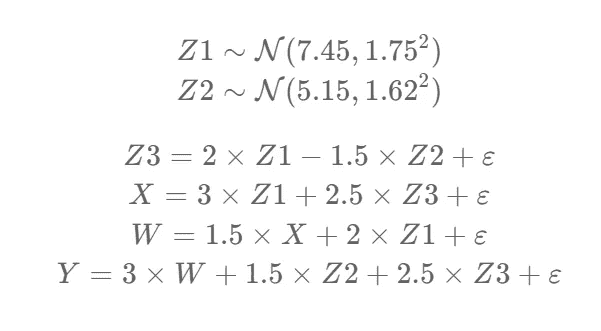 Z1 ∼ 𝒩(7.45, 1.75²)
Z2 ∼ 𝒩(5.15, 1.62²)
Z3 = 2 × Z1 − 1.5 × Z2 + ε
X = 3 × Z1 + 2.5 × Z3 + ε
W = 1.5 × X + 2 × Z1 + ε
Y = 3 × W + 1.5 × Z2 + 2.5 × Z3 + ε